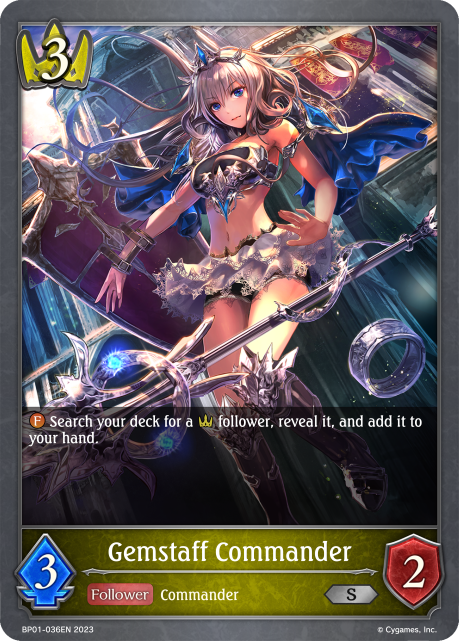 3
F Search your deck for a follower, reveal it, and add it to
your hand.
Gemstaff Commander
3
Follower Commander
S
2
BP01-036EN 2023
© Cygames, Inc.